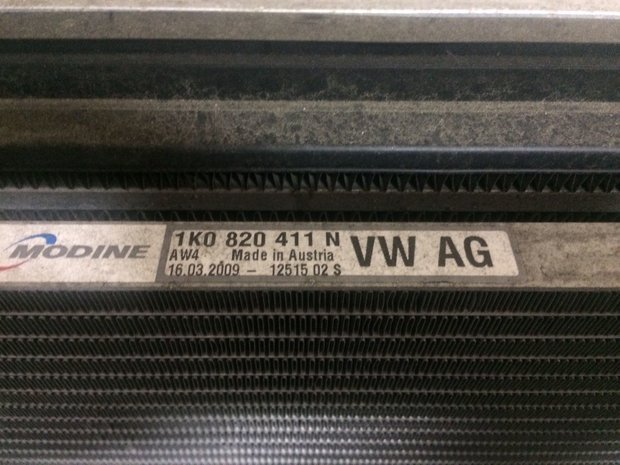 MODINE
1K0 820 411 N
AW4 Made in Austria
16.03.2009 - 12515 02 S
VW AG